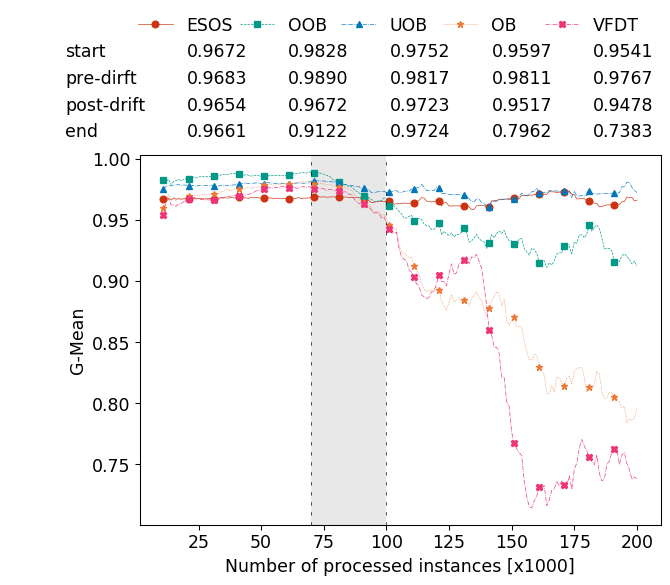 ESOS OOB UOB OB VFDT
start 0.9672 0.9828 0.9752 0.9597 0.9541
pre-dirft 0.9683 0.9890 0.9817 0.9811 0.9767
post-drift 0.9654 0.9672 0.9723 0.9517 0.9478
end 0.9661 0.9122 0.9724 0.7962 0.7383
1.00
0.95
0.90
0.85
0.80
0.75
G-Mean
25 50 75 100 125 150 175 200
Number of processed instances [x1000]